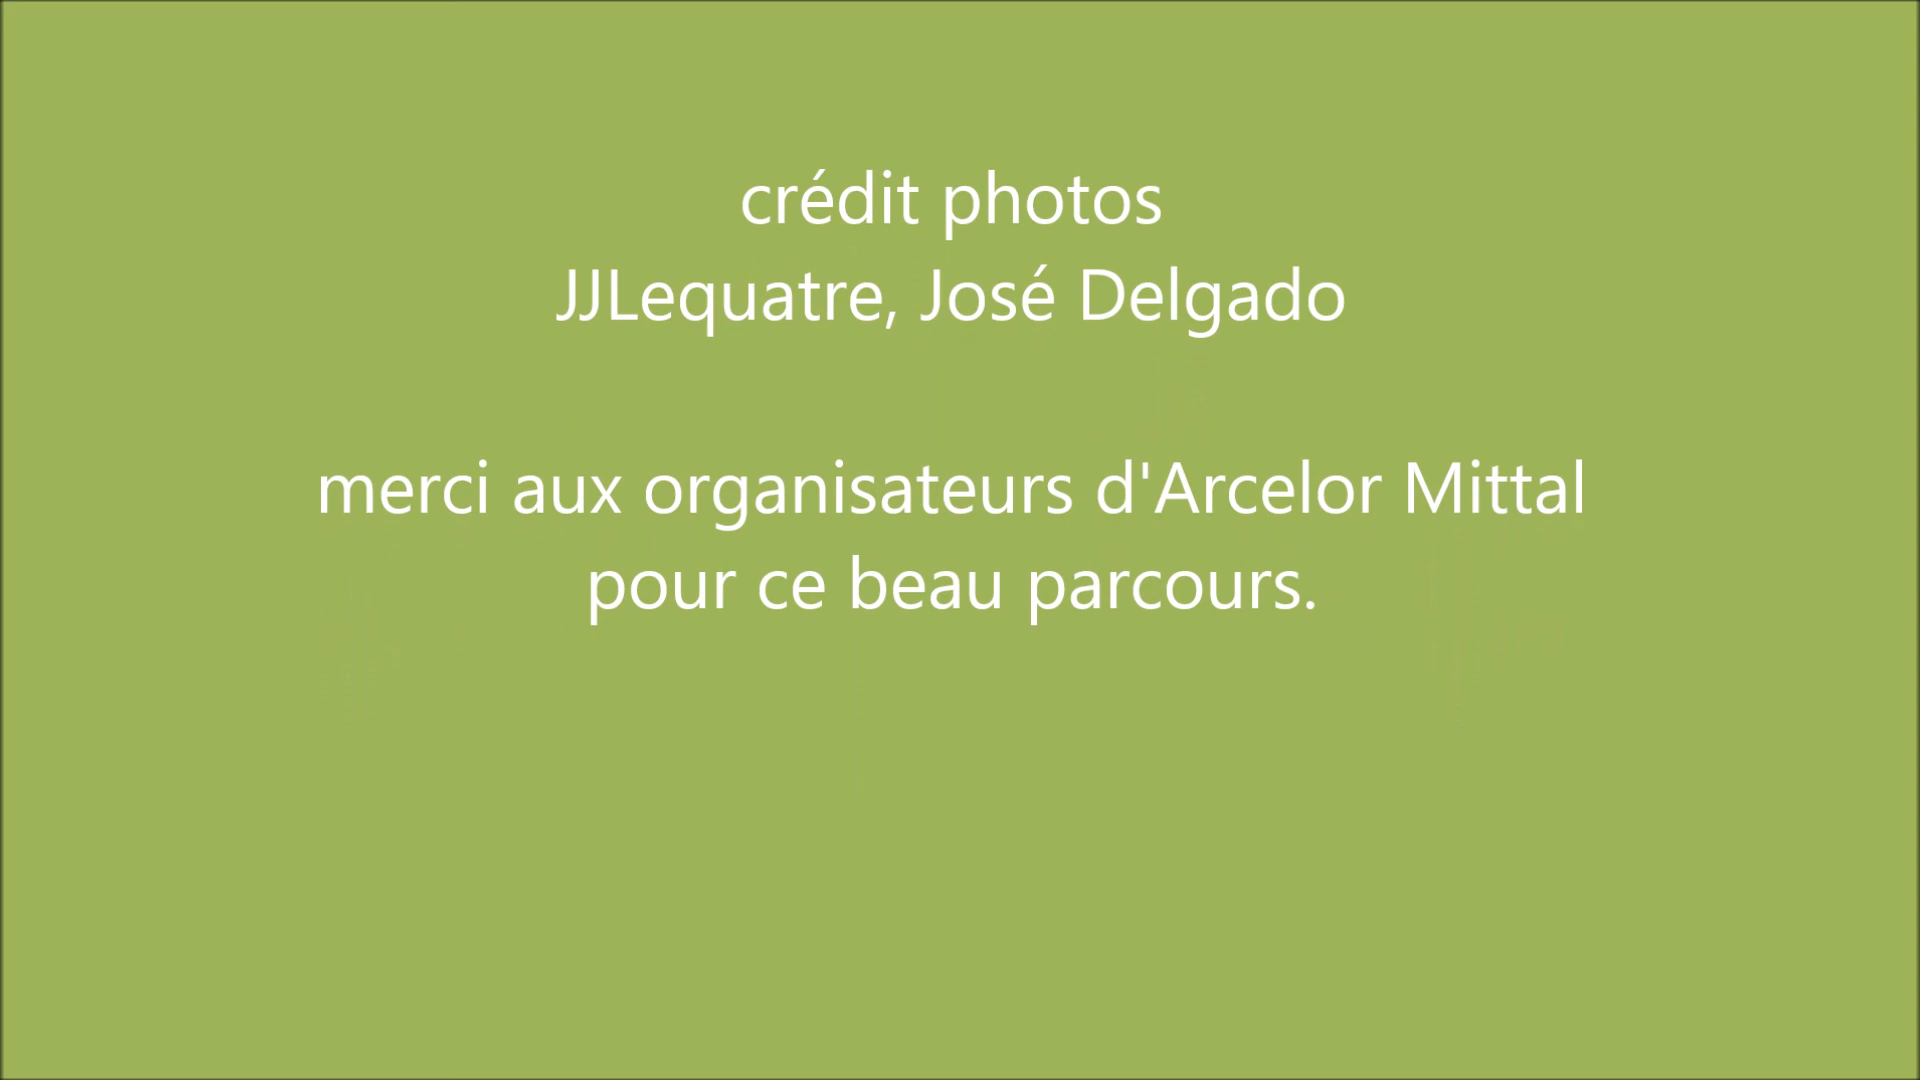 crédit photos
JJLequatre, José Delgado
merci aux organisateurs d'Arcelor Mittal
pour ce beau parcours.